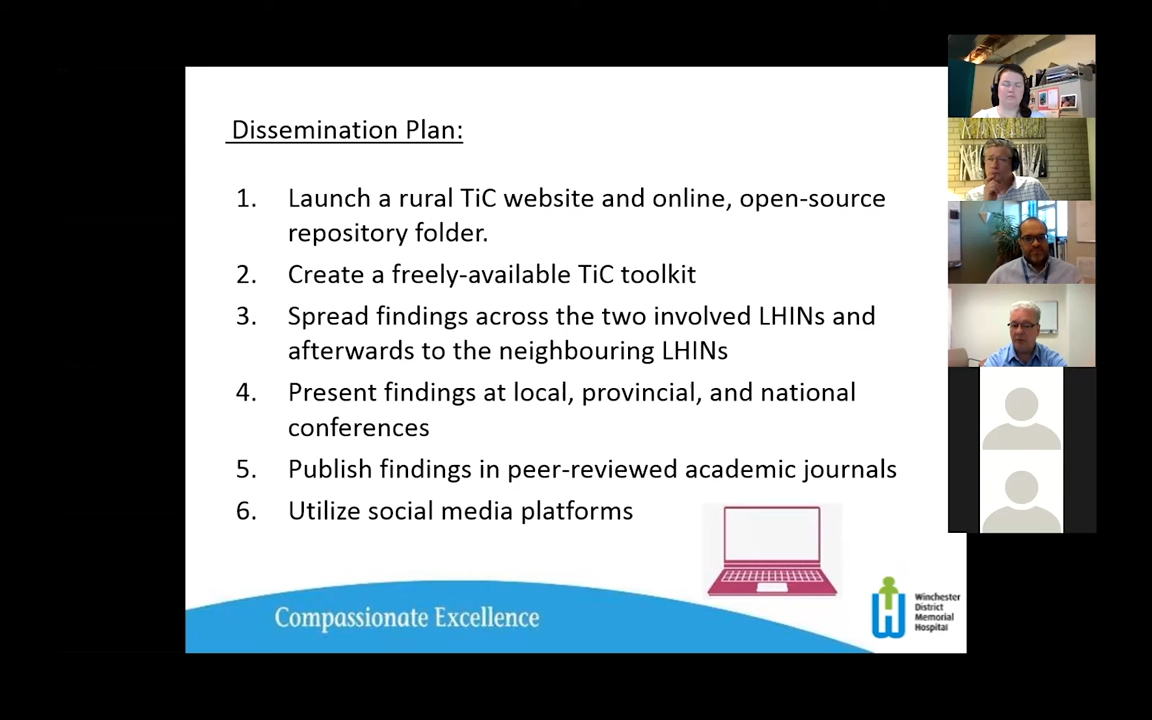 Dissemination Plan:
1. Launch a rural TiC website and online, open-source
repository folder.
2. Create a freely-available TiC toolkit
3. Spread findings across the two involved LHINs and
afterwards to the neighbouring LHINs
4. Present findings at local, provincial, and national
conferences
5. Publish findings in peer-reviewed academic journals
6. Utilize social media platforms
Compassionate Excellence
Winchester
District
Memorial
Hospital